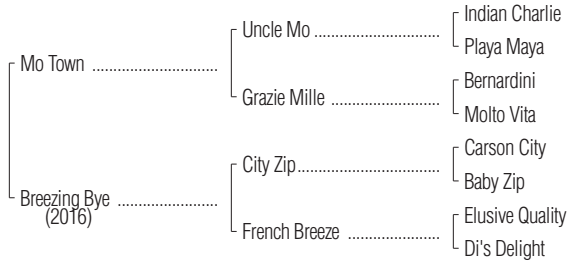 Indian Charlie
Uncle Mo ....................................
Playa Maya
Mo Town ....................................
Bernardini
Grazie Mille ...............................
Molto Vita
Carson City
City Zip.........................................
Baby Zip
Breezing Bye .............................
(2016)
Elusive Quality
French Breeze ..........................
Di's Delight